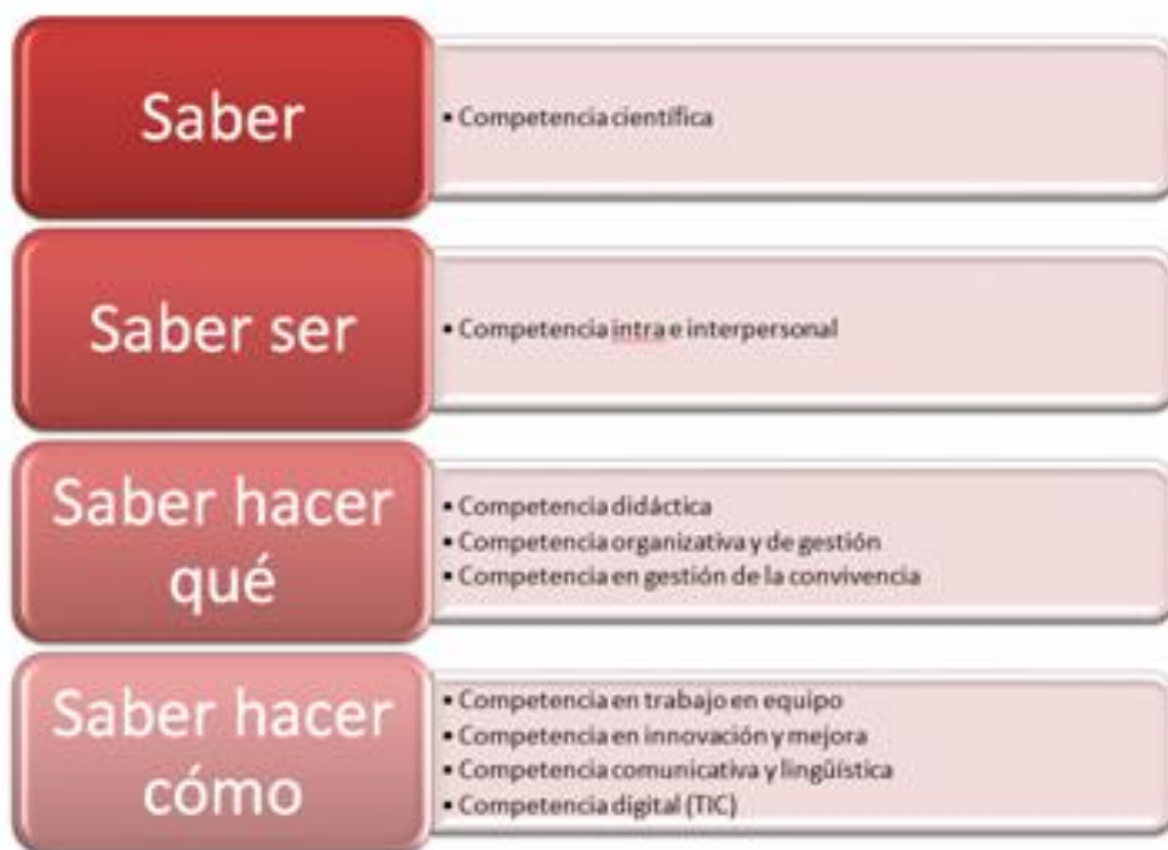 Saber
• Competencia científica
Saber ser
• Competencia intra e interpersonal
Saber hacer
qué
• Competencia didáctica
• Competencia organizativa y de gestión
• Competencia en gestión de la convivencia
Saber hacer
cómo
• Competencia en trabajo en equipo
• Competencia en innovación y mejora
• Competencia comunicativa y lingüística
• Competencia digital (TIC)